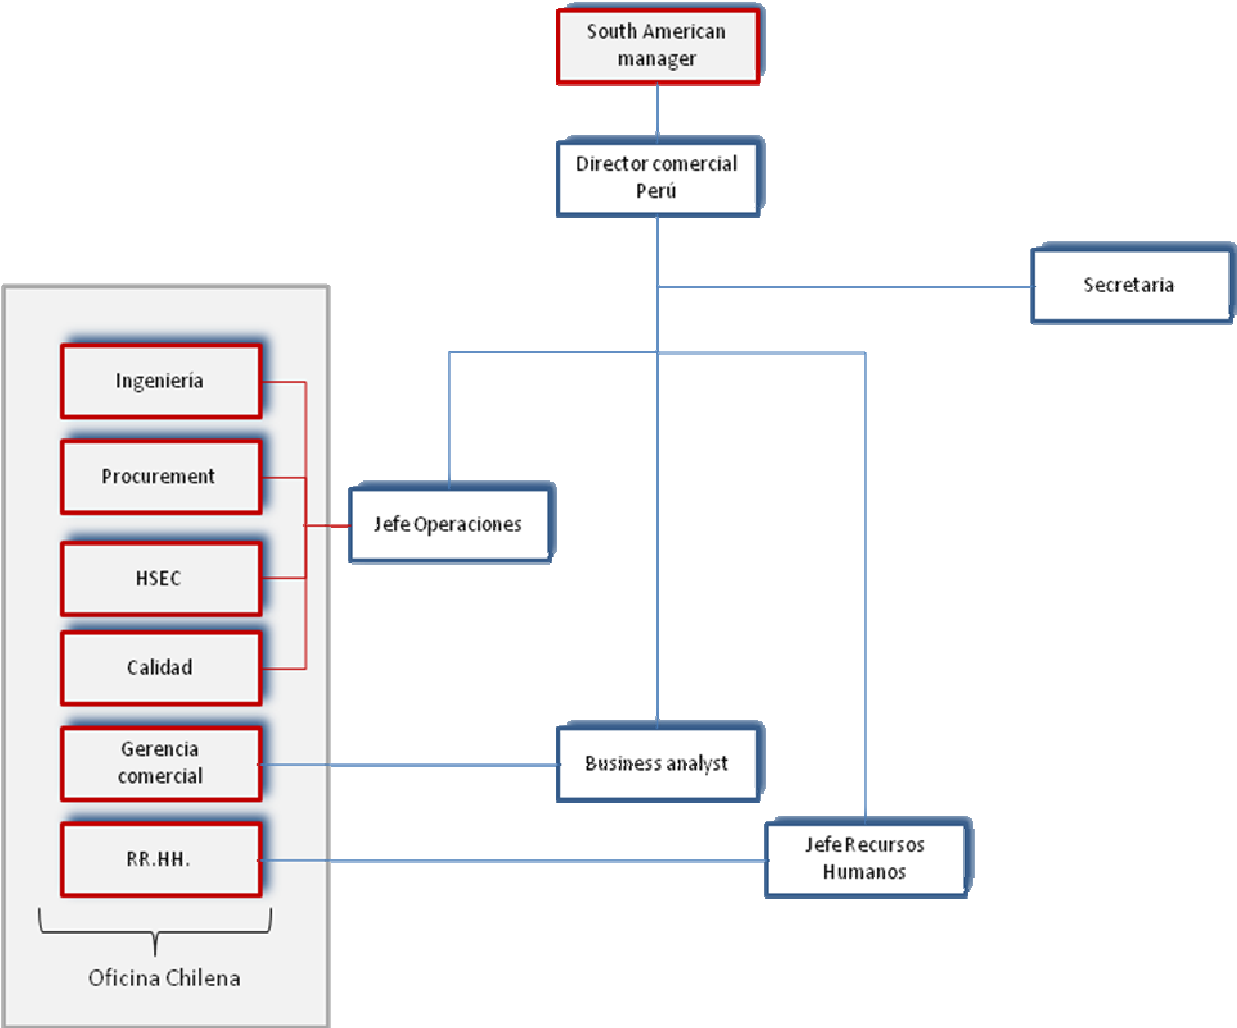 South American
manager
Director comercial
Perú
Secretaria
Ingeniería
Procurement
Jefe Operaciones
HSEC
Calidad
Gerencia
comercial
Business analyst
RR.HH.
Jefe Recursos
Humanos
Oficina Chilena